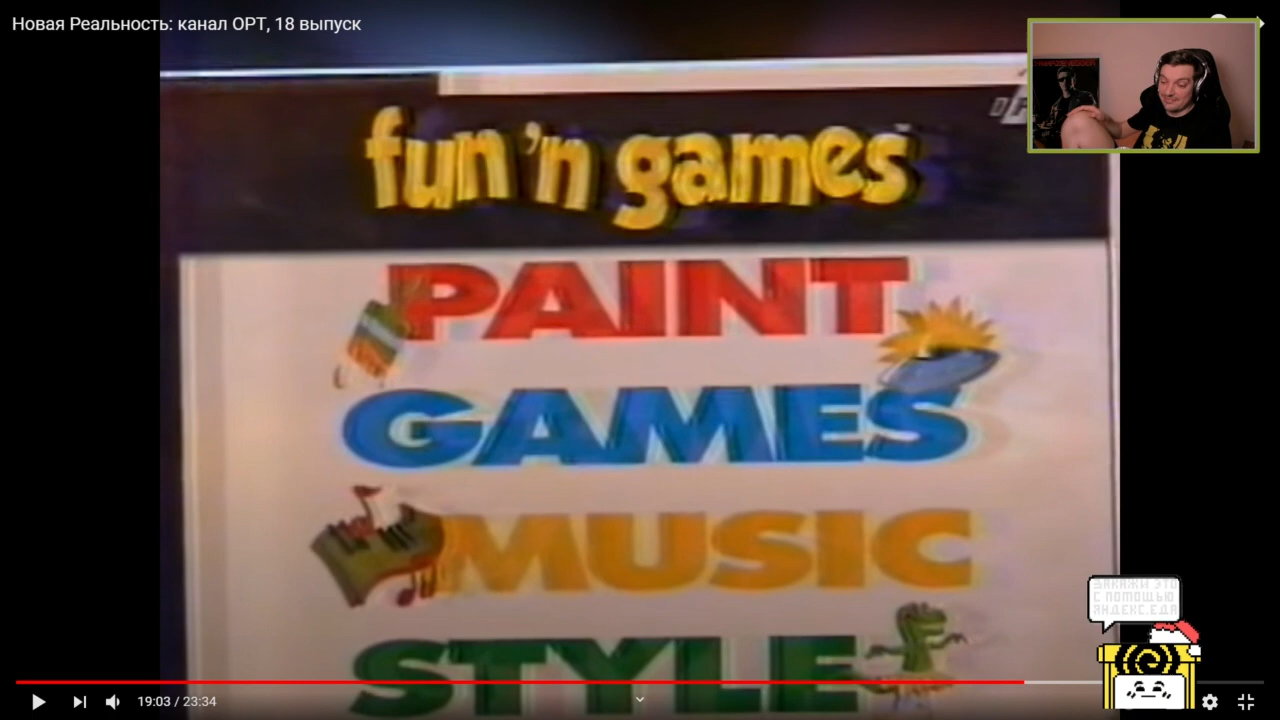 Новая Реальность: канал ОРТ, 18 выпуск
fun 'n games
PAINT
GAMES
MUSIC
STYLE
ЗАКАЖИ ЭТО
С ПОМОЩЬЮ
ЯНДЕКС.ЕДА
19:03 / 23:34